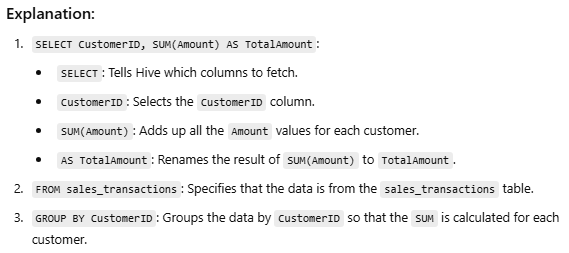 Explanation:
1. SELECT CustomerID, SUM(Amount) AS TotalAmount:
• SELECT: Tells Hive which columns to fetch.
• CustomerID: Selects the CustomerID column.
• SUM(Amount): Adds up all the Amount values for each customer.
• AS TotalAmount: Renames the result of SUM(Amount) to TotalAmount.
2. FROM sales_transactions: Specifies that the data is from the sales_transactions table.
3. GROUP BY CustomerID: Groups the data by CustomerID so that the SUM is calculated for each
customer.